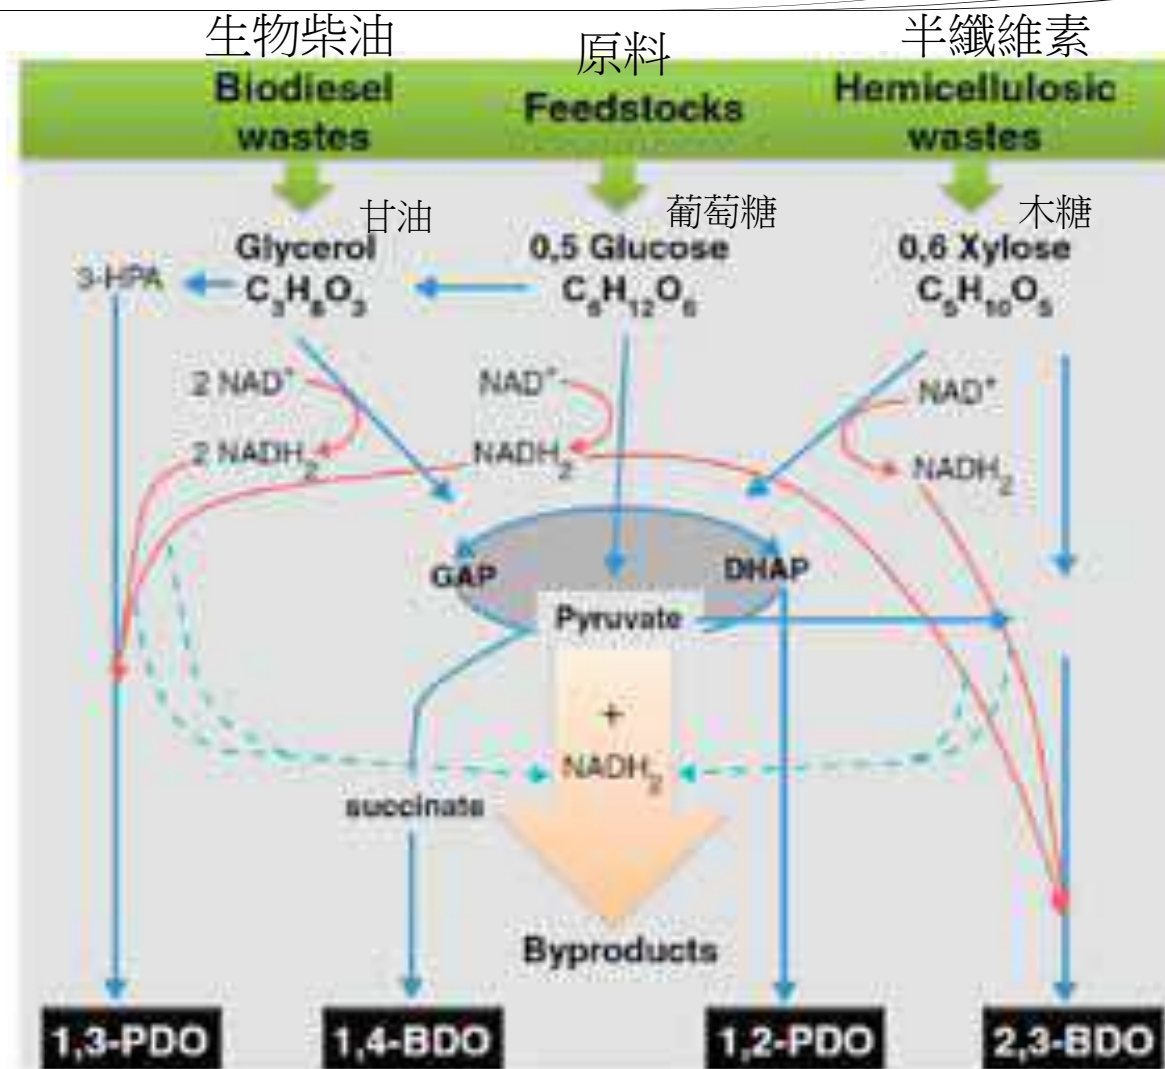 生物柴油
原料
半纖維素
Biodiesel
wastes
Feedstocks
Hemicellulosic
wastes
甘油
葡萄糖
木糖
3-HPA
Glycerol
C₃H₈O₃
0,5 Glucose
C₆H₁₂O₆
0,6 Xylose
C₅H₁₀O₅
2 NAD⁺
NAD⁺
NAD⁺
2 NADH₂
NADH₂
NADH₂
GAP
DHAP
Pyruvate
+
NADH₂
succinate
Byproducts
1,3-PDO
1,4-BDO
1,2-PDO
2,3-BDO